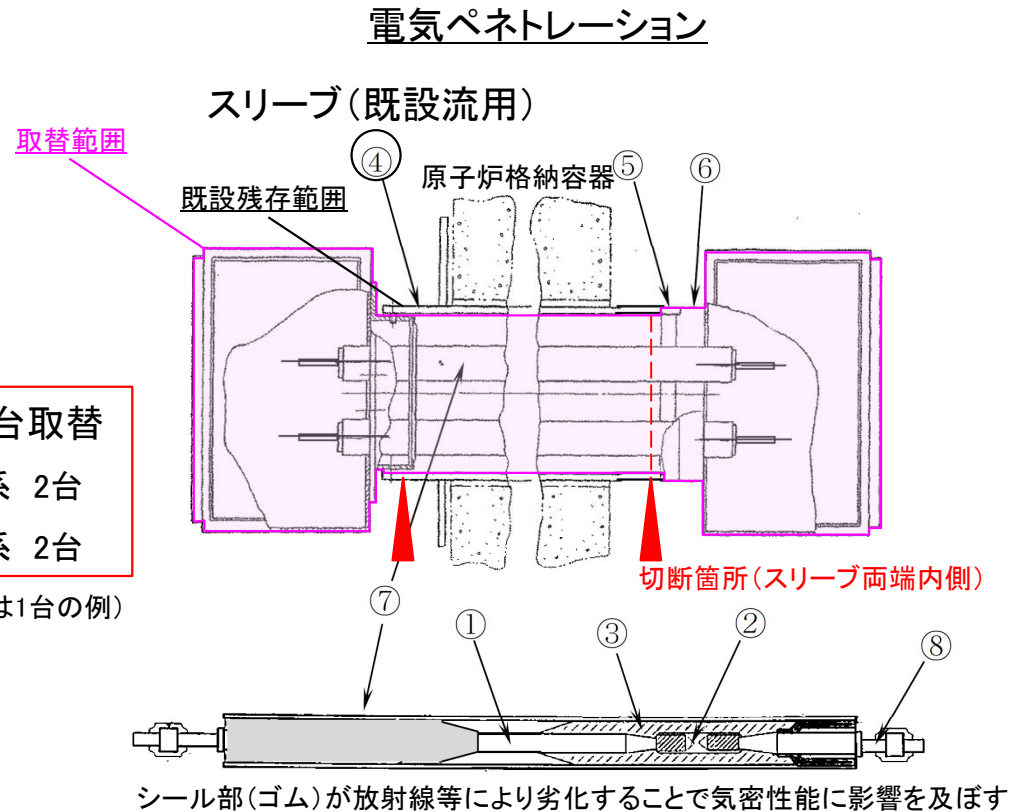 電気ペネトレーション
スリーブ(既設流用)
取替範囲
④
原子炉格納容器
⑤
⑥
既設残存範囲
台取替
系 2台
系 2台
は1台の例)
切断箇所(スリーブ両端内側)
⑦
①
③
②
⑧
シール部(ゴム)が放射線等により劣化することで気密性能に影響を及ぼす